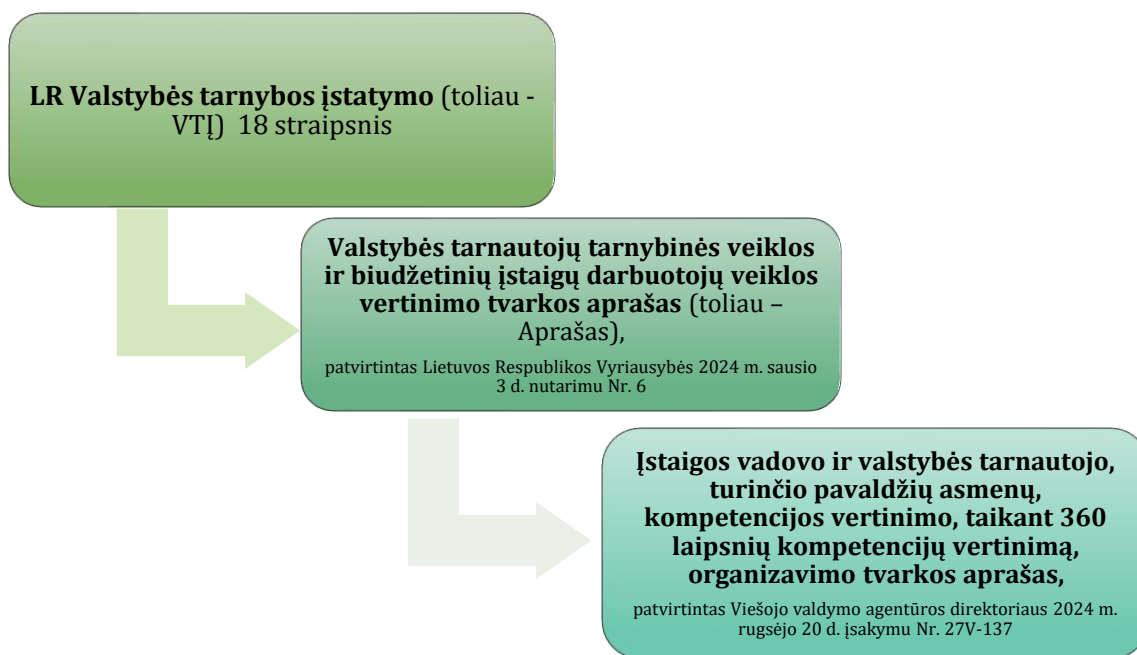 LR Valstybės tarnybos įstatymo (toliau -
VTĮ) 18 straipsnis
Valstybės tarnautojų tarnybinės veiklos
ir biudžetinių įstaigų darbuotojų veiklos
vertinimo tvarkos aprašas (toliau –
Aprašas),
patvirtintas Lietuvos Respublikos Vyriausybės 2024 m. sausio
3 d. nutarimu Nr. 6
Įstaigos vadovo ir valstybės tarnautojo,
turinčio pavaldžių asmenų,
kompetencijos vertinimo, taikant 360
laipsnių kompetencijų vertinimą,
organizavimo tvarkos aprašas,
patvirtintas Viešojo valdymo agentūros direktoriaus 2024 m.
rugsėjo 20 d. įsakymu Nr. 27V-137